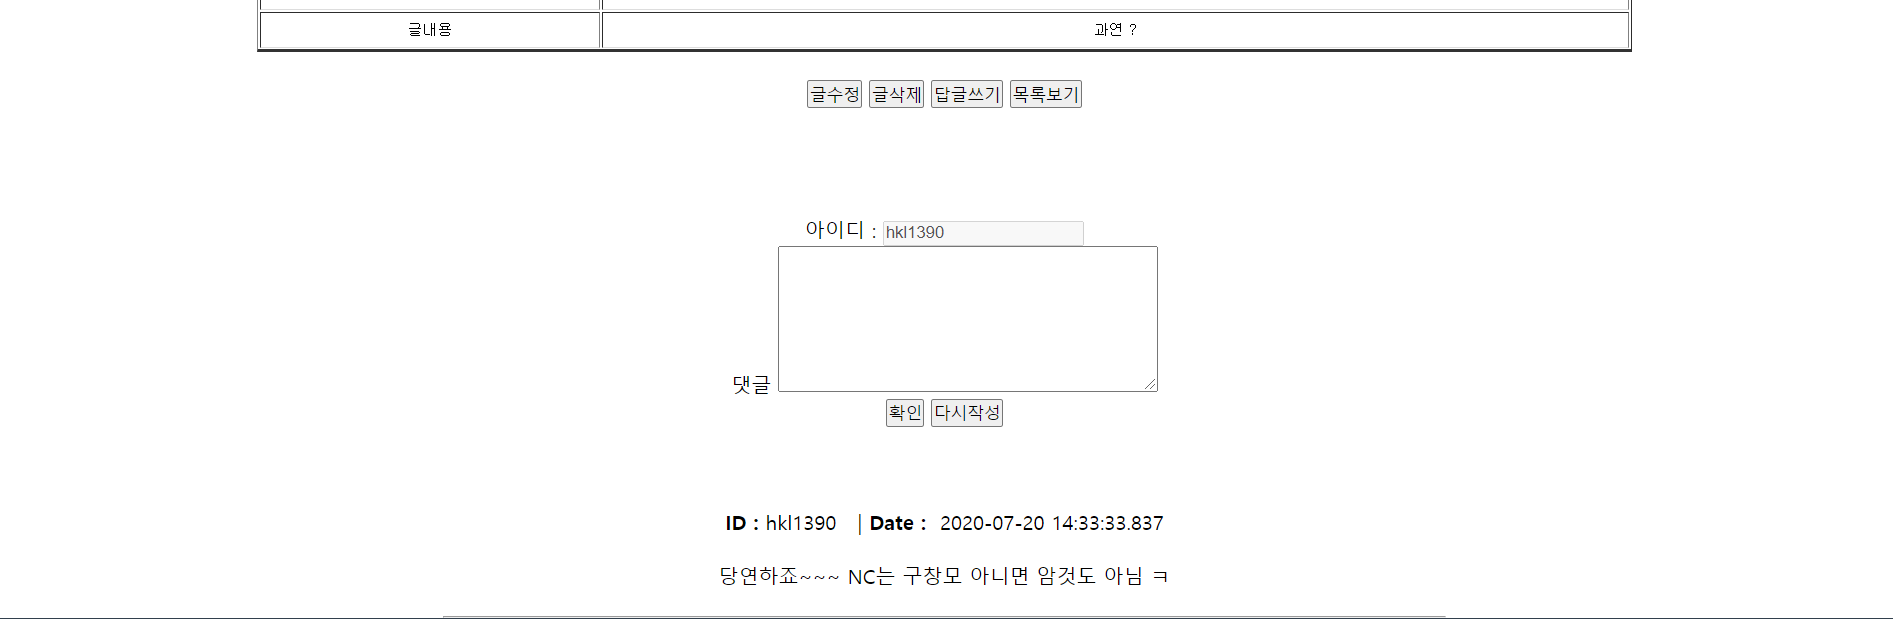 글내용 과연 ?
글수정 글삭제 답글쓰기 목록보기
아이디 : hkl1390
댓글
확인 다시작성
ID : hkl1390 | Date : 2020-07-20 14:33:33.837
당연하죠~~~ NC는 구창모 아니면 암것도 아님 ㅋ